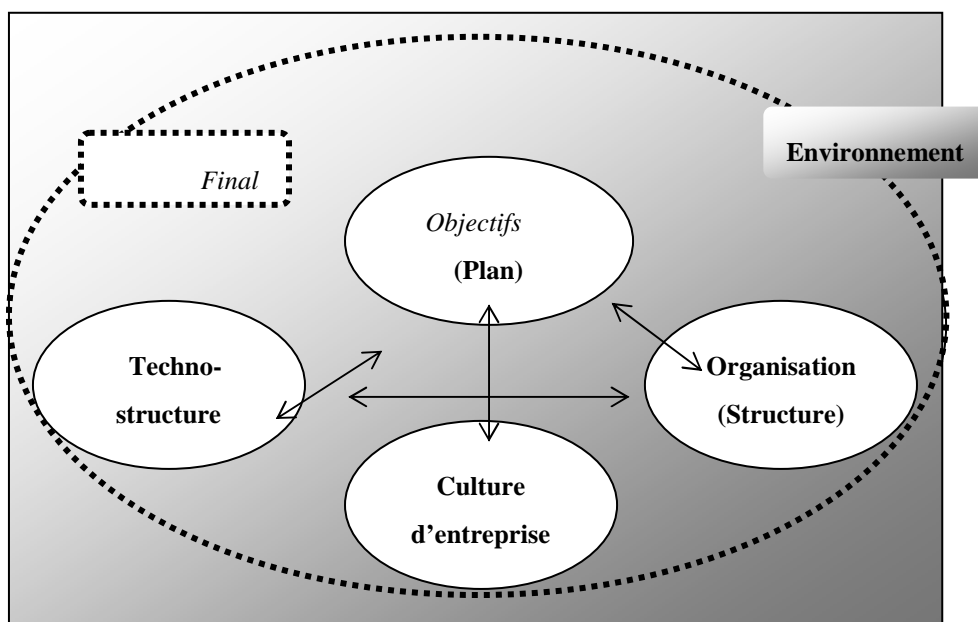 Environnement
Final
Objectifs
(Plan)
Techno-
structure
Organisation
(Structure)
Culture
d’entreprise